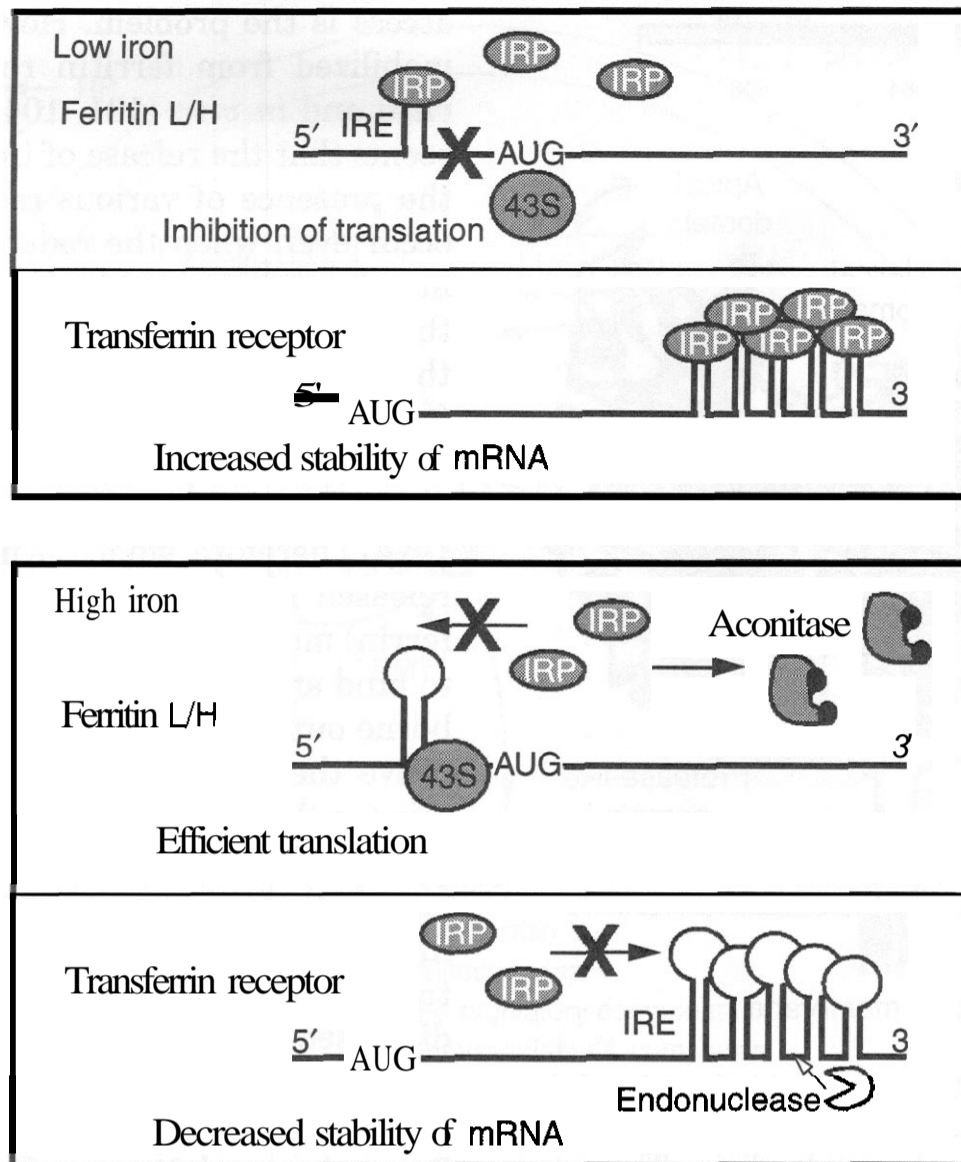 Low iron
IRP
IRP
IRP
Ferritin L/H
5′ IRE X AUG 3′
43S
Inhibition of translation
IRP IRP
Transferrin receptor
IRP IRP IRP
5' AUG 3
Increased stability of mRNA
High iron
X IRP
IRP
Aconitase
Ferritin L/H
5′ 43S AUG 3′
Efficient translation
IRP
X
Transferrin receptor
IRP
IRE
5′ AUG 3
Endonuclease
Decreased stability of mRNA